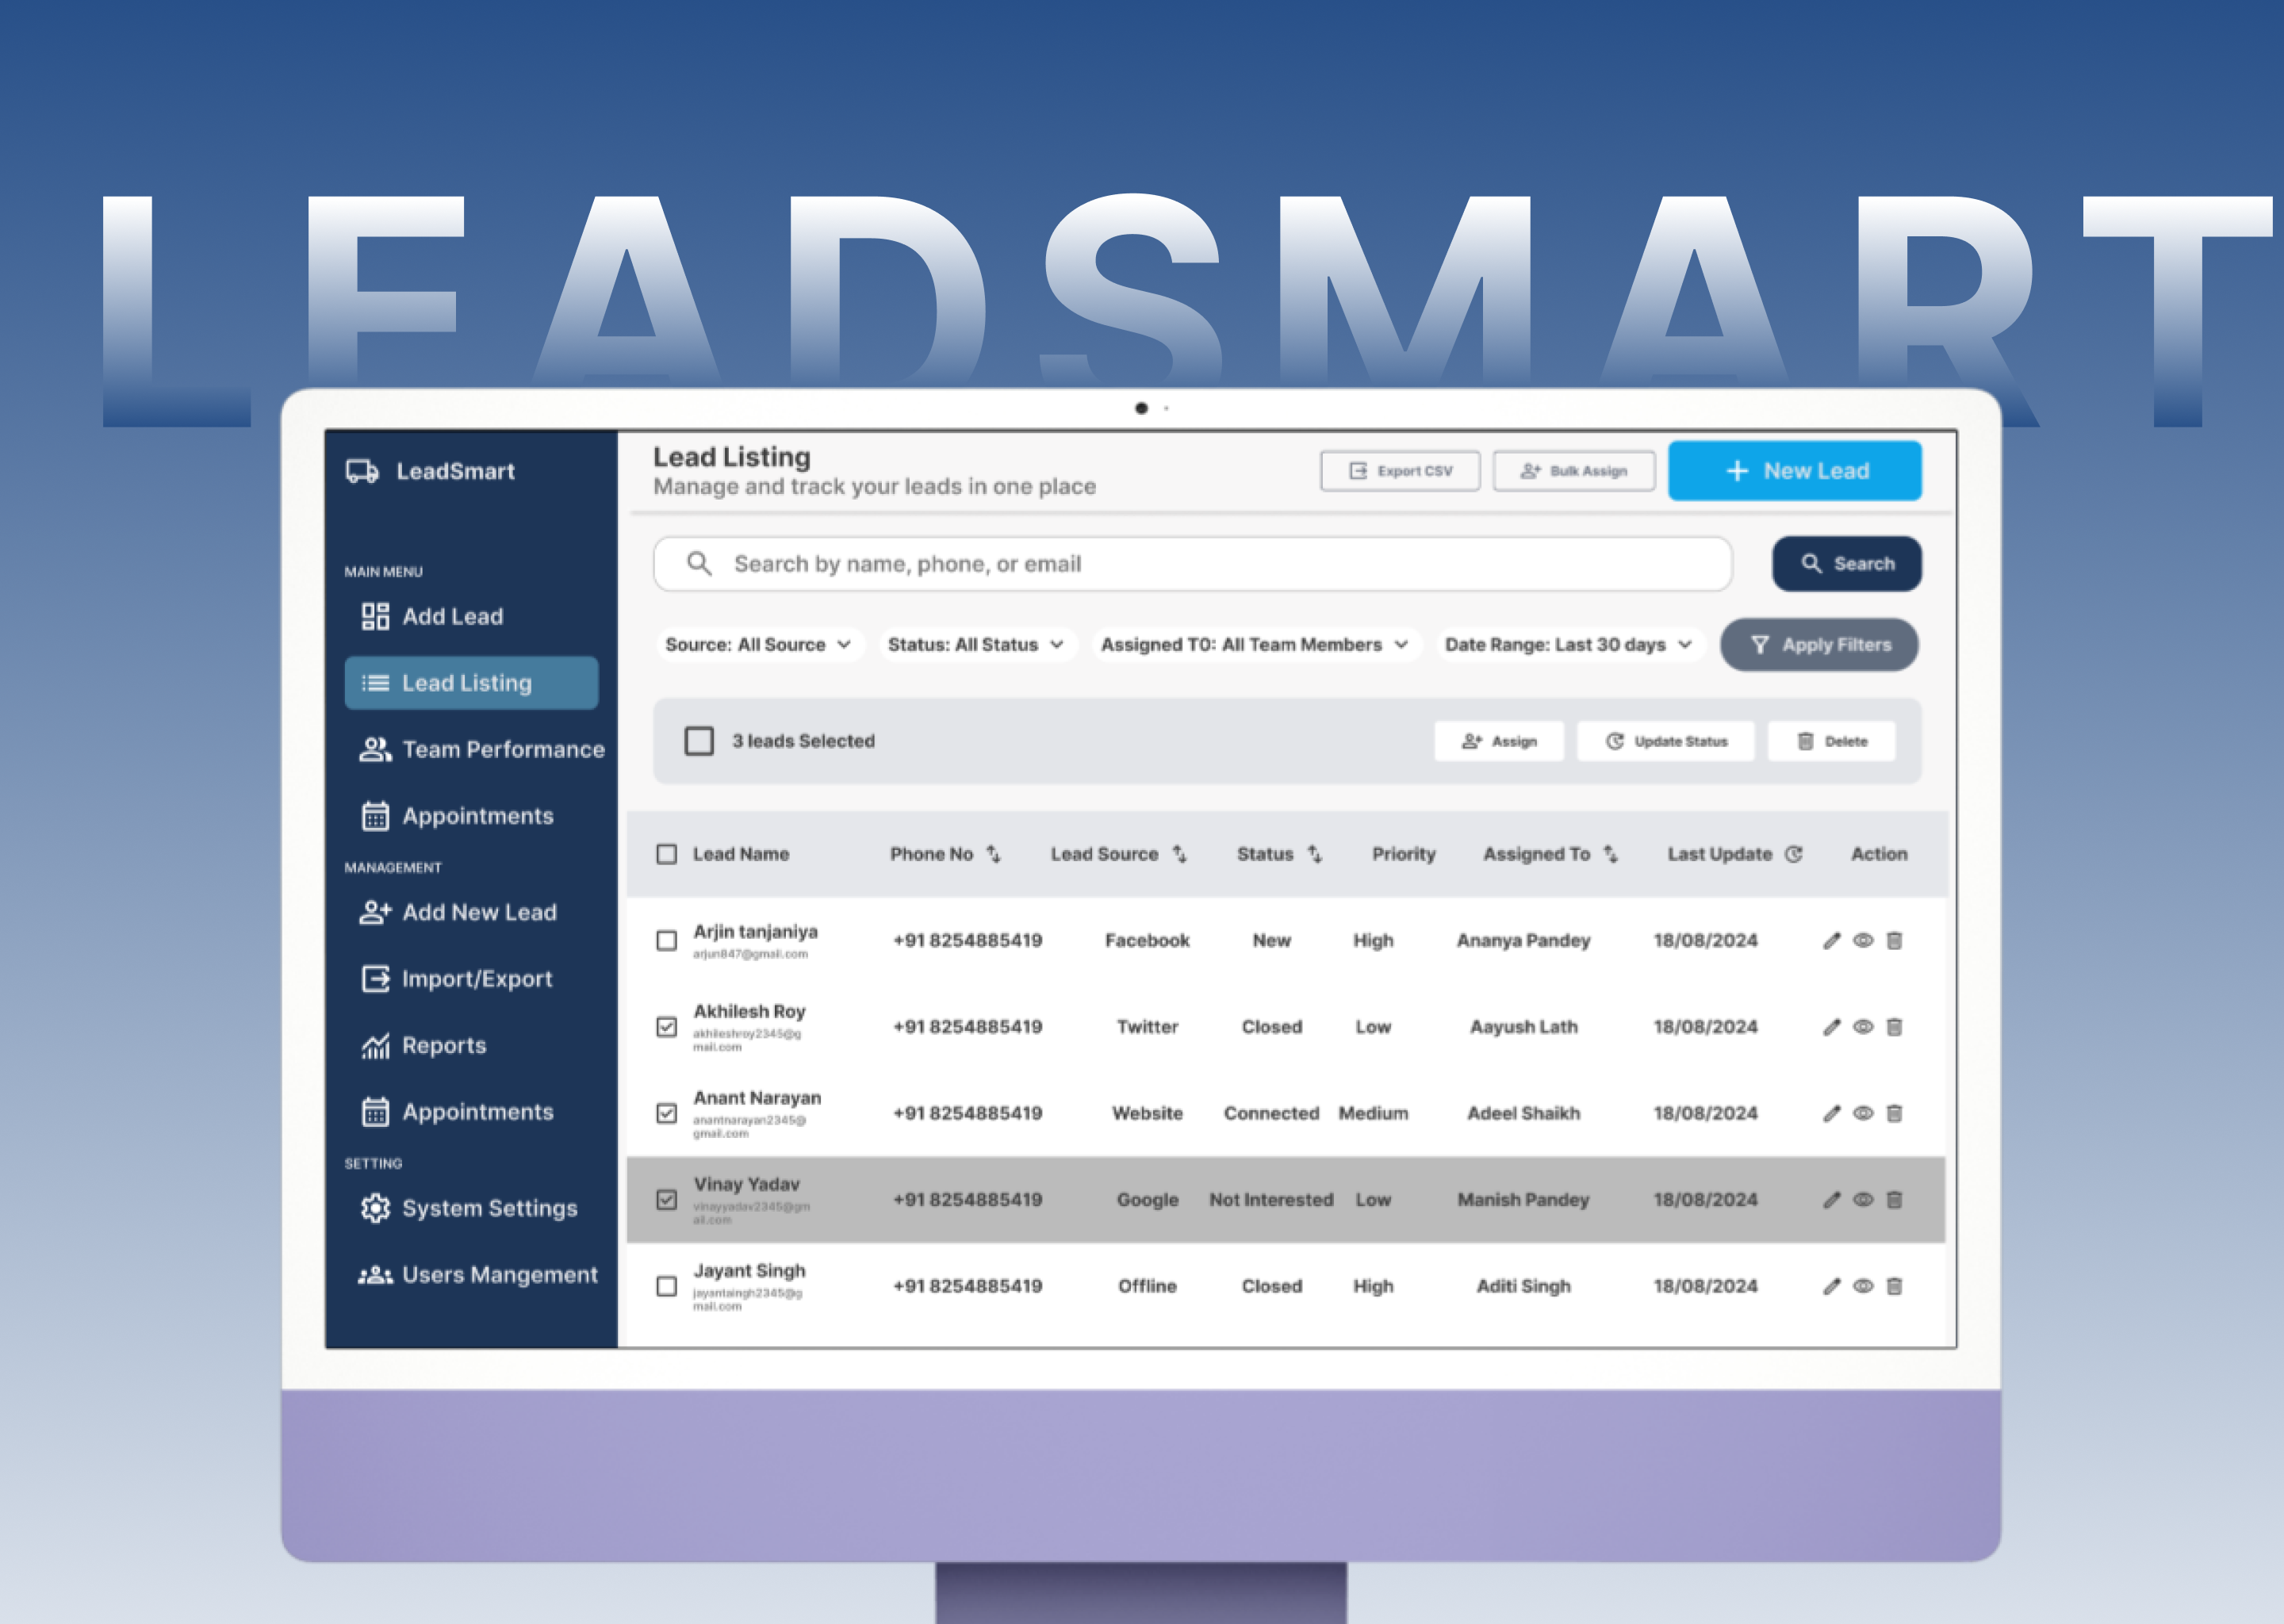 LEADSMART
LeadSmart
MAIN MENU
Add Lead
Lead Listing
Team Performance
Appointments
MANAGEMENT
Add New Lead
Import/Export
Reports
Appointments
SETTING
System Settings
Users Mangement
Lead Listing
Manage and track your leads in one place
Export CSV
Bulk Assign
+ New Lead
Search by name, phone, or email
Search
Source: All Source
Status: All Status
Assigned T0: All Team Members
Date Range: Last 30 days
Apply Filters
3 leads Selected
Assign
Update Status
Delete
Lead Name Phone No Lead Source Status Priority Assigned To Last Update Action
Arjin tanjaniya +91 8254885419 Facebook New High Ananya Pandey 18/08/2024
arjun847@gmail.com
Akhilesh Roy +91 8254885419 Twitter Closed Low Aayush Lath 18/08/2024
akhileshroy2345@g
mail.com
Anant Narayan +91 8254885419 Website Connected Medium Adeel Shaikh 18/08/2024
anantnarayan2345@
gmail.com
Vinay Yadav +91 8254885419 Google Not Interested Low Manish Pandey 18/08/2024
vinayyadav2345@gm
ail.com
Jayant Singh +91 8254885419 Offline Closed High Aditi Singh 18/08/2024
jayantsingh2345@g
mail.com